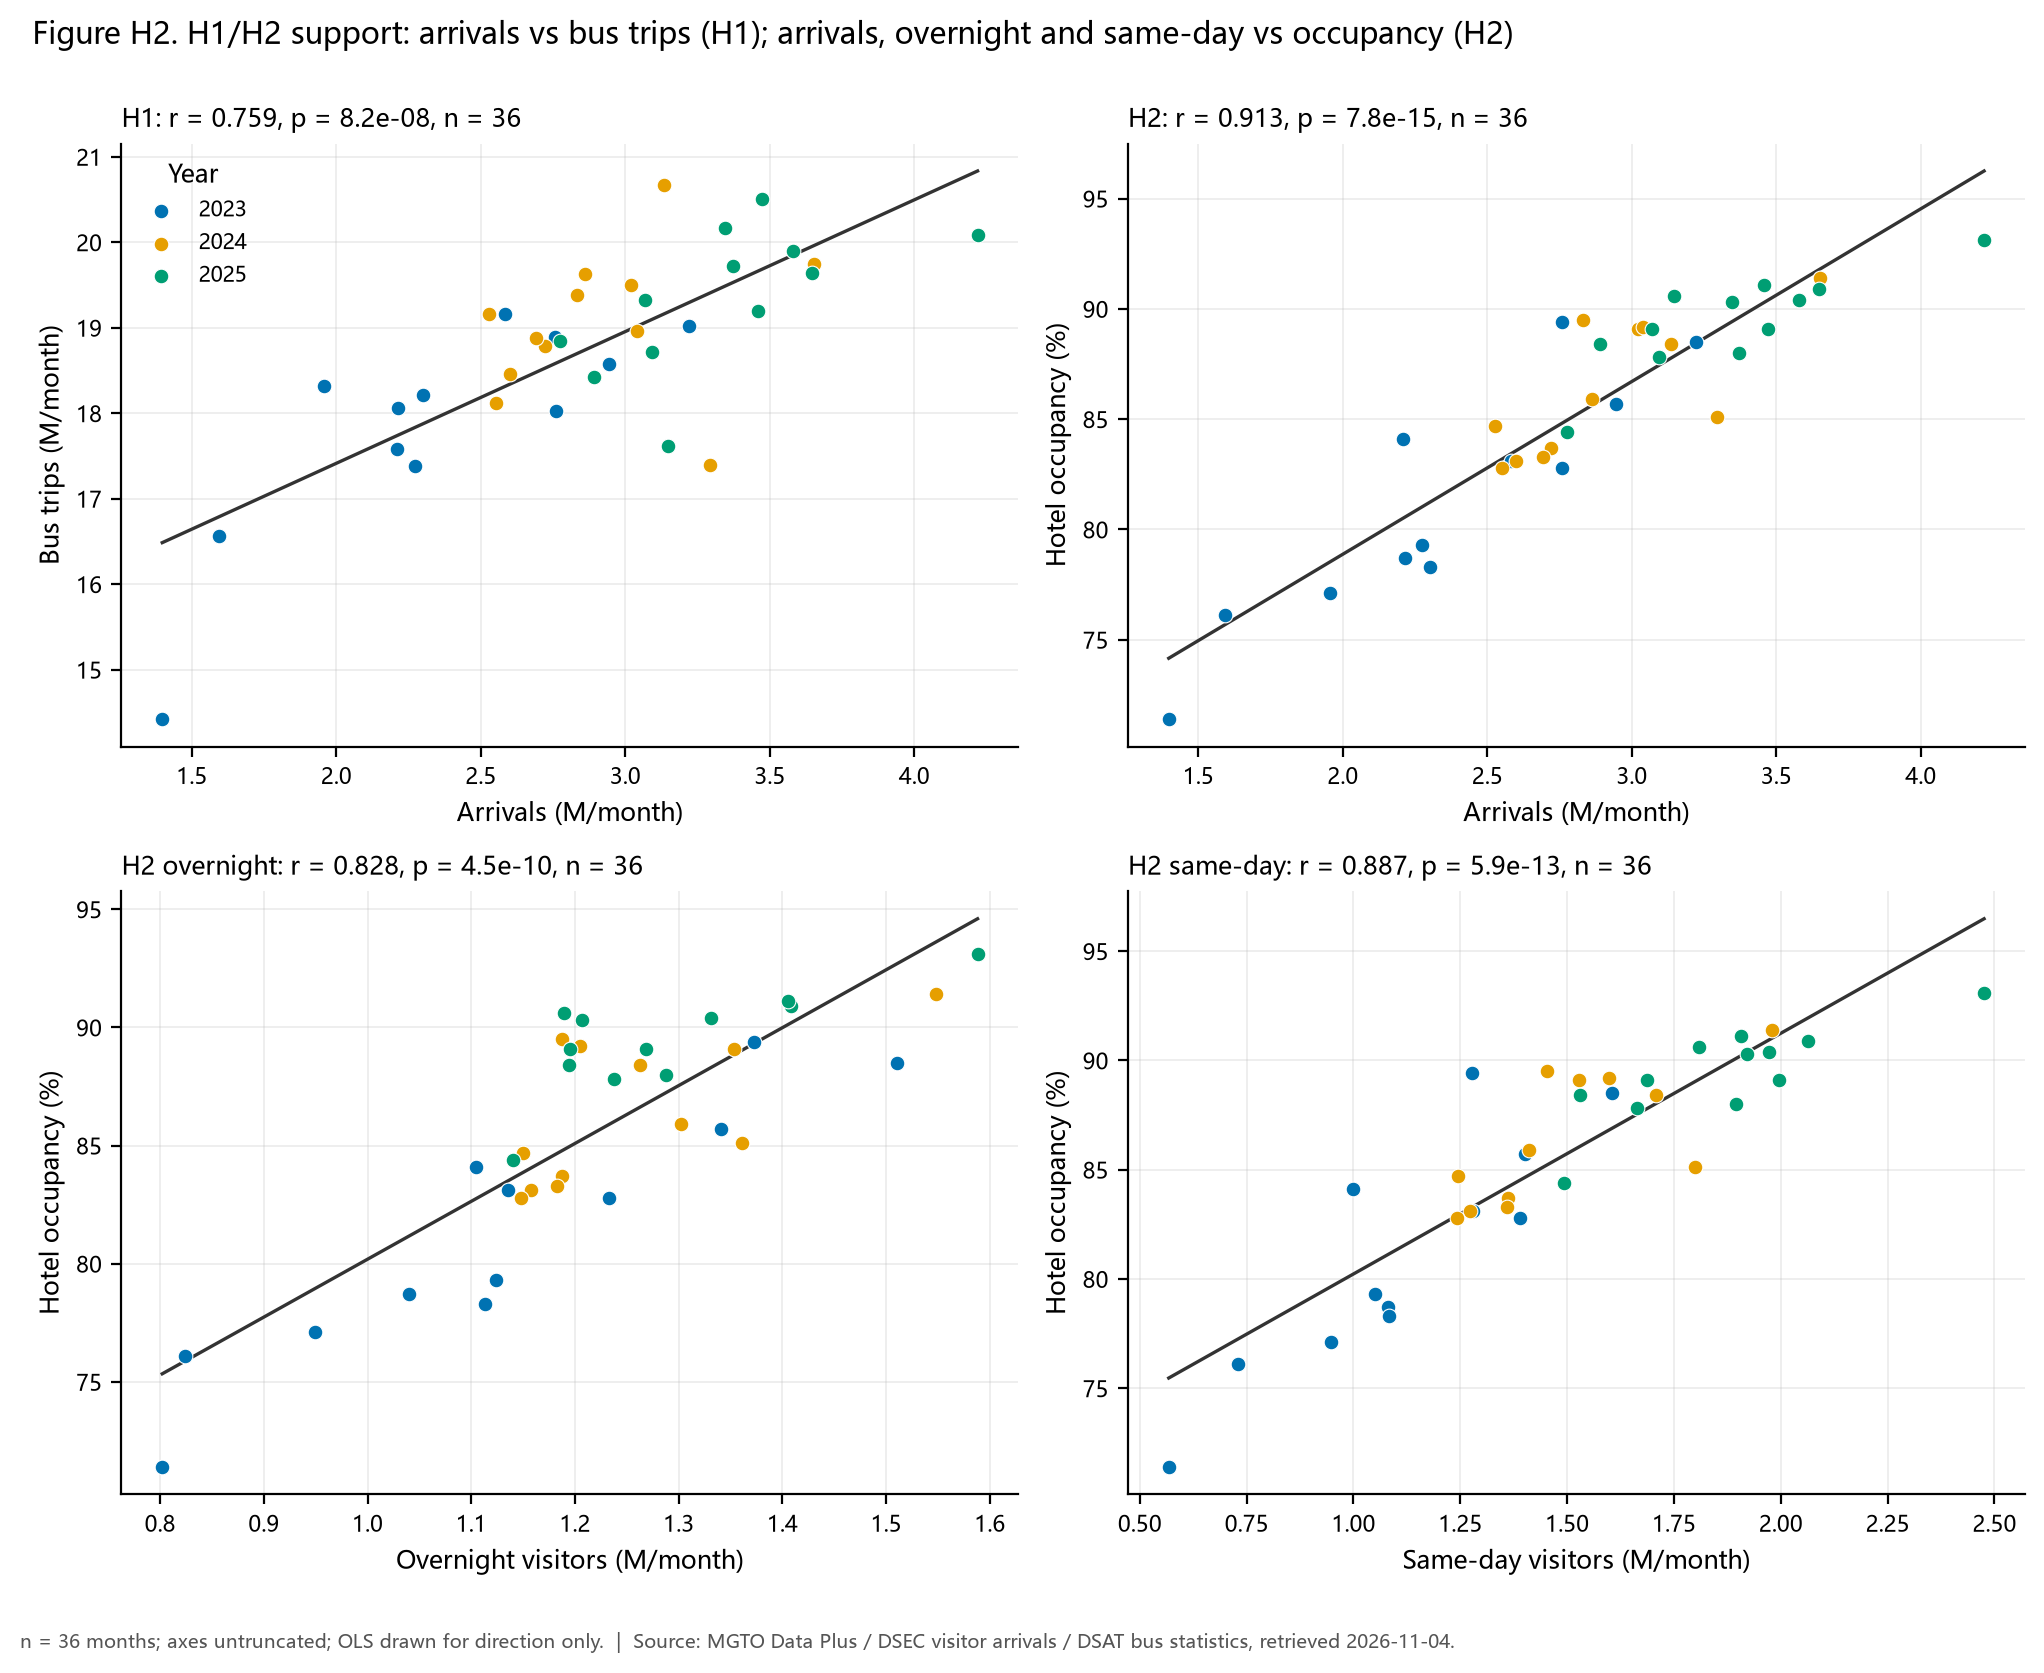 Figure H2. H1/H2 support: arrivals vs bus trips (H1); arrivals, overnight and same-day vs occupancy (H2)
H1: r = 0.759, p = 8.2e-08, n = 36
Year
2023
2024
2025
21
20
19
18
17
16
15
Bus trips (M/month)
1.5 2.0 2.5 3.0 3.5 4.0
Arrivals (M/month)
H2: r = 0.913, p = 7.8e-15, n = 36
95
90
85
80
75
Hotel occupancy (%)
1.5 2.0 2.5 3.0 3.5 4.0
Arrivals (M/month)
H2 overnight: r = 0.828, p = 4.5e-10, n = 36
95
90
85
80
75
Hotel occupancy (%)
0.8 0.9 1.0 1.1 1.2 1.3 1.4 1.5 1.6
Overnight visitors (M/month)
H2 same-day: r = 0.887, p = 5.9e-13, n = 36
95
90
85
80
75
Hotel occupancy (%)
0.50 0.75 1.00 1.25 1.50 1.75 2.00 2.25 2.50
Same-day visitors (M/month)
n = 36 months; axes untruncated; OLS drawn for direction only. | Source: MGTO Data Plus / DSEC visitor arrivals / DSAT bus statistics, retrieved 2026-11-04.